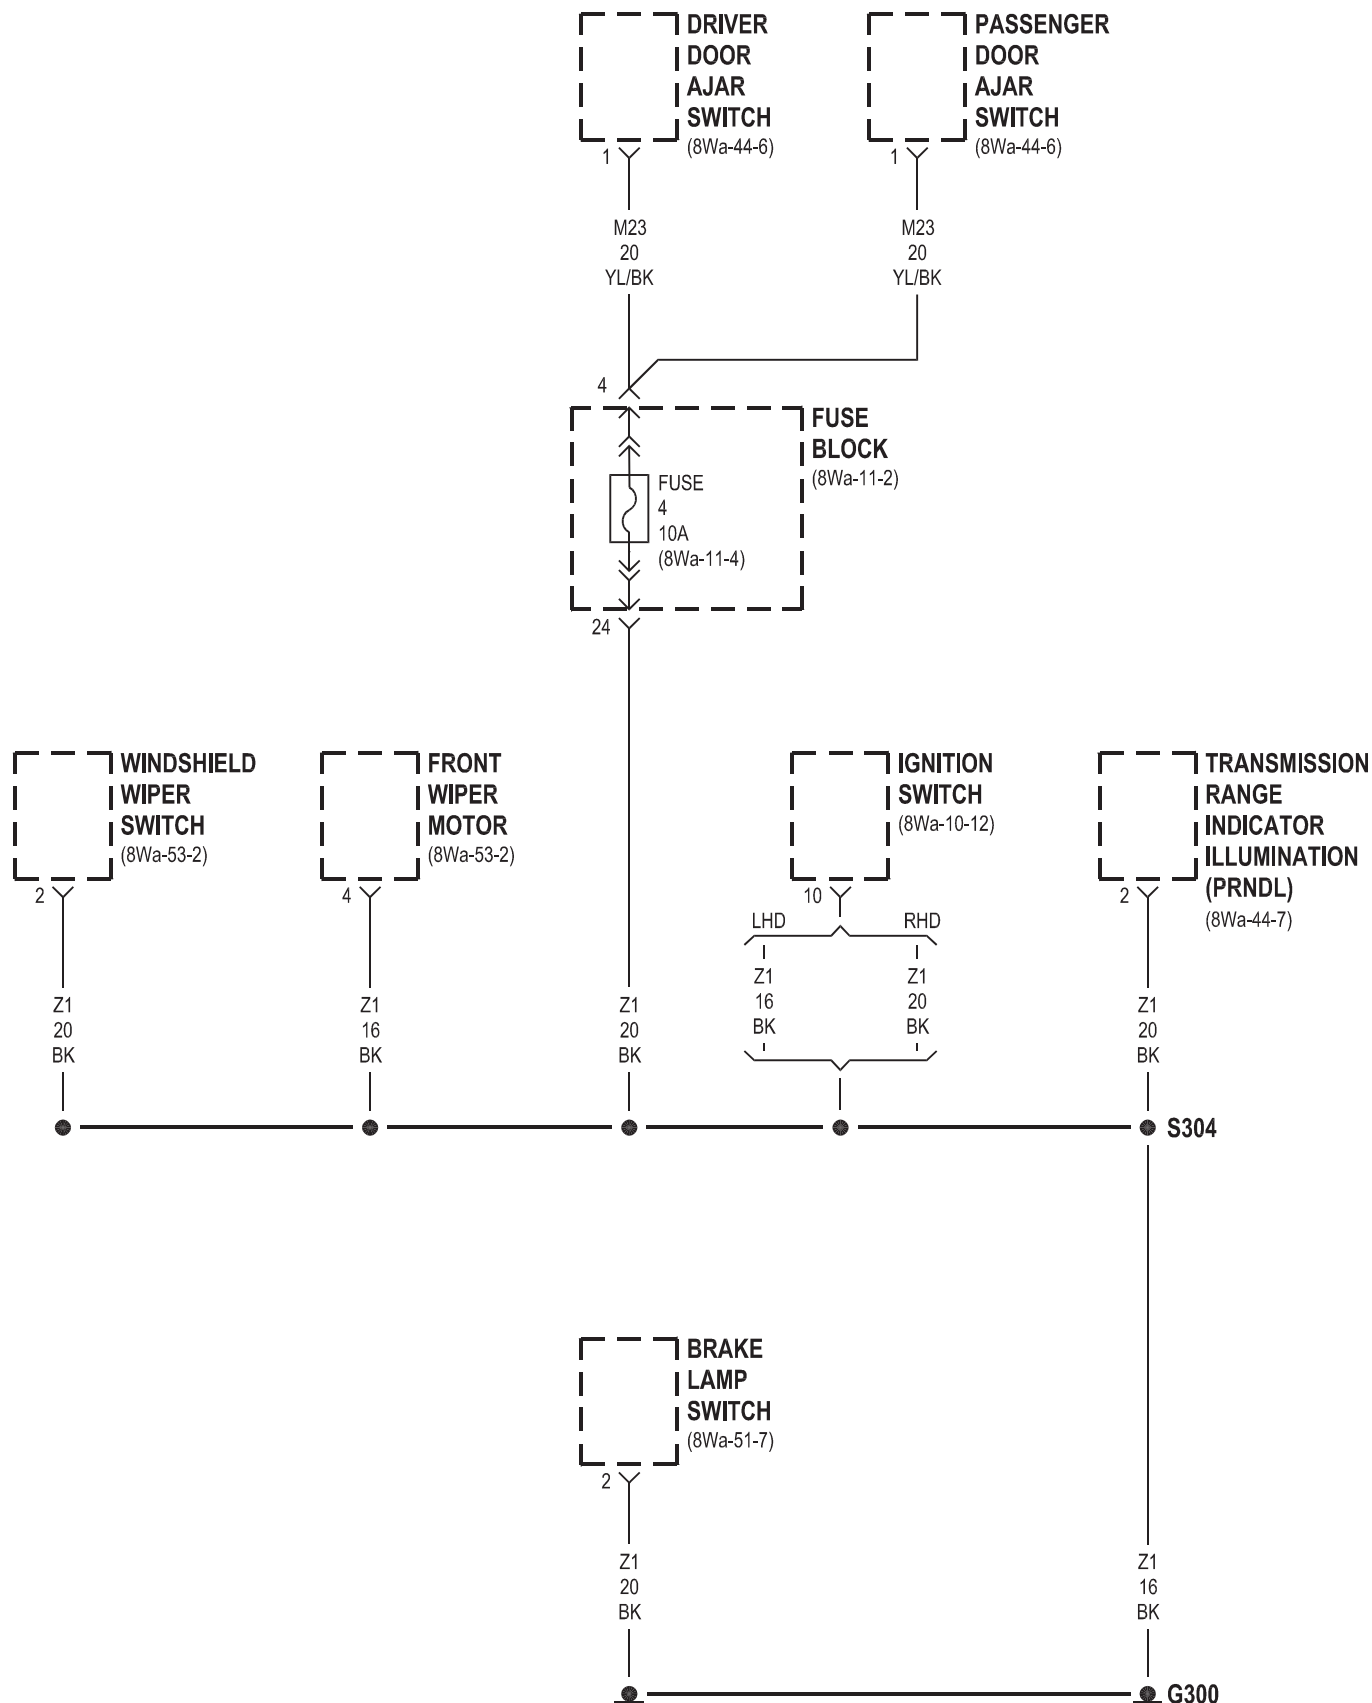 DRIVER
DOOR
AJAR
SWITCH
(8Wa-44-6)
1
M23
20
YL/BK
PASSENGER
DOOR
AJAR
SWITCH
(8Wa-44-6)
1
M23
20
YL/BK
4
FUSE
BLOCK
(8Wa-11-2)
FUSE
4
10A
(8Wa-11-4)
24
Z1
20
BK
WINDSHIELD
WIPER
SWITCH
(8Wa-53-2)
2
Z1
20
BK
FRONT
WIPER
MOTOR
(8Wa-53-2)
4
Z1
16
BK
IGNITION
SWITCH
(8Wa-10-12)
10
LHD
RHD
Z1
16
BK
Z1
20
BK
TRANSMISSION
RANGE
INDICATOR
ILLUMINATION
(PRNDL)
(8Wa-44-7)
2
Z1
20
BK
S304
BRAKE
LAMP
SWITCH
(8Wa-51-7)
2
Z1
20
BK
Z1
16
BK
G300